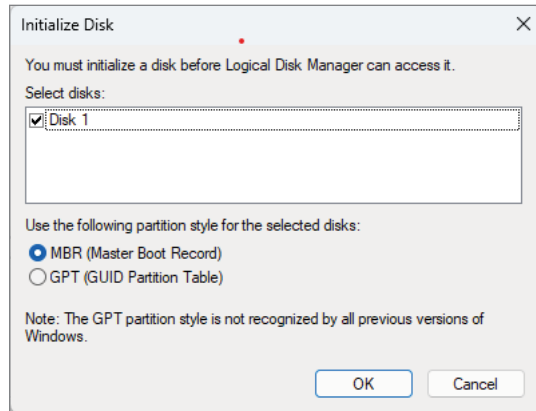 Initialize Disk
You must initialize a disk before Logical Disk Manager can access it.
Select disks:
Disk 1
Use the following partition style for the selected disks:
MBR (Master Boot Record)
GPT (GUID Partition Table)
Note: The GPT partition style is not recognized by all previous versions of
Windows.
OK Cancel